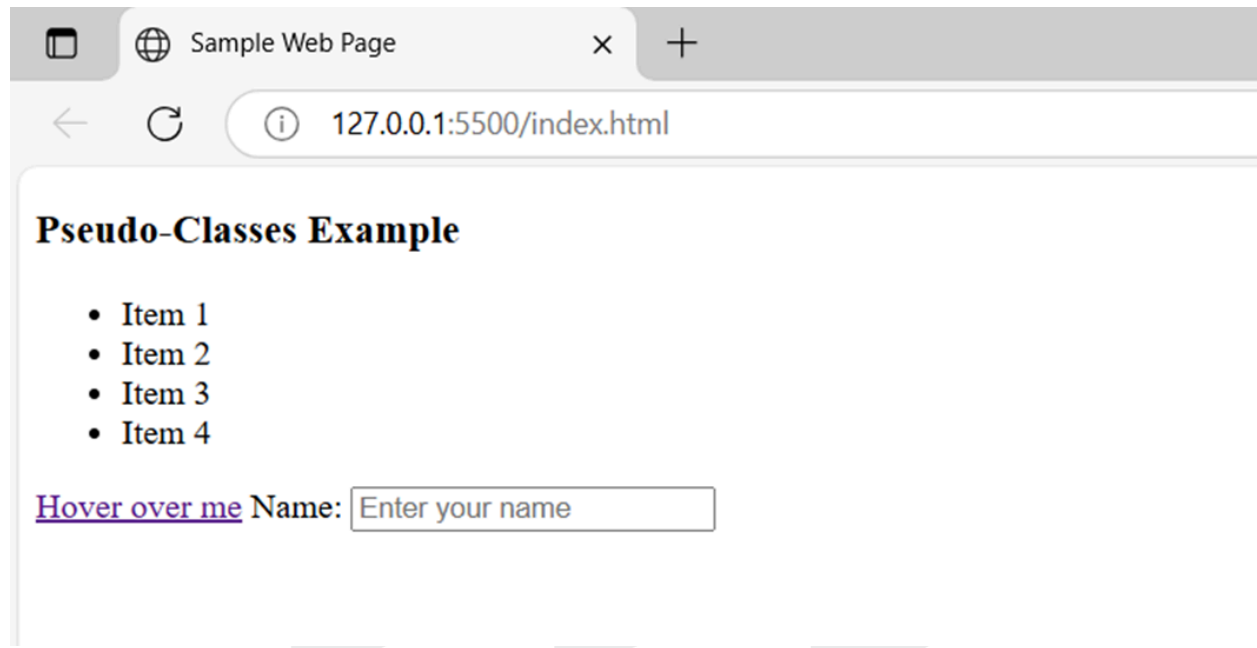 Sample Web Page
127.0.0.1:5500/index.html
Pseudo-Classes Example
• Item 1
• Item 2
• Item 3
• Item 4
Hover over me Name: Enter your name